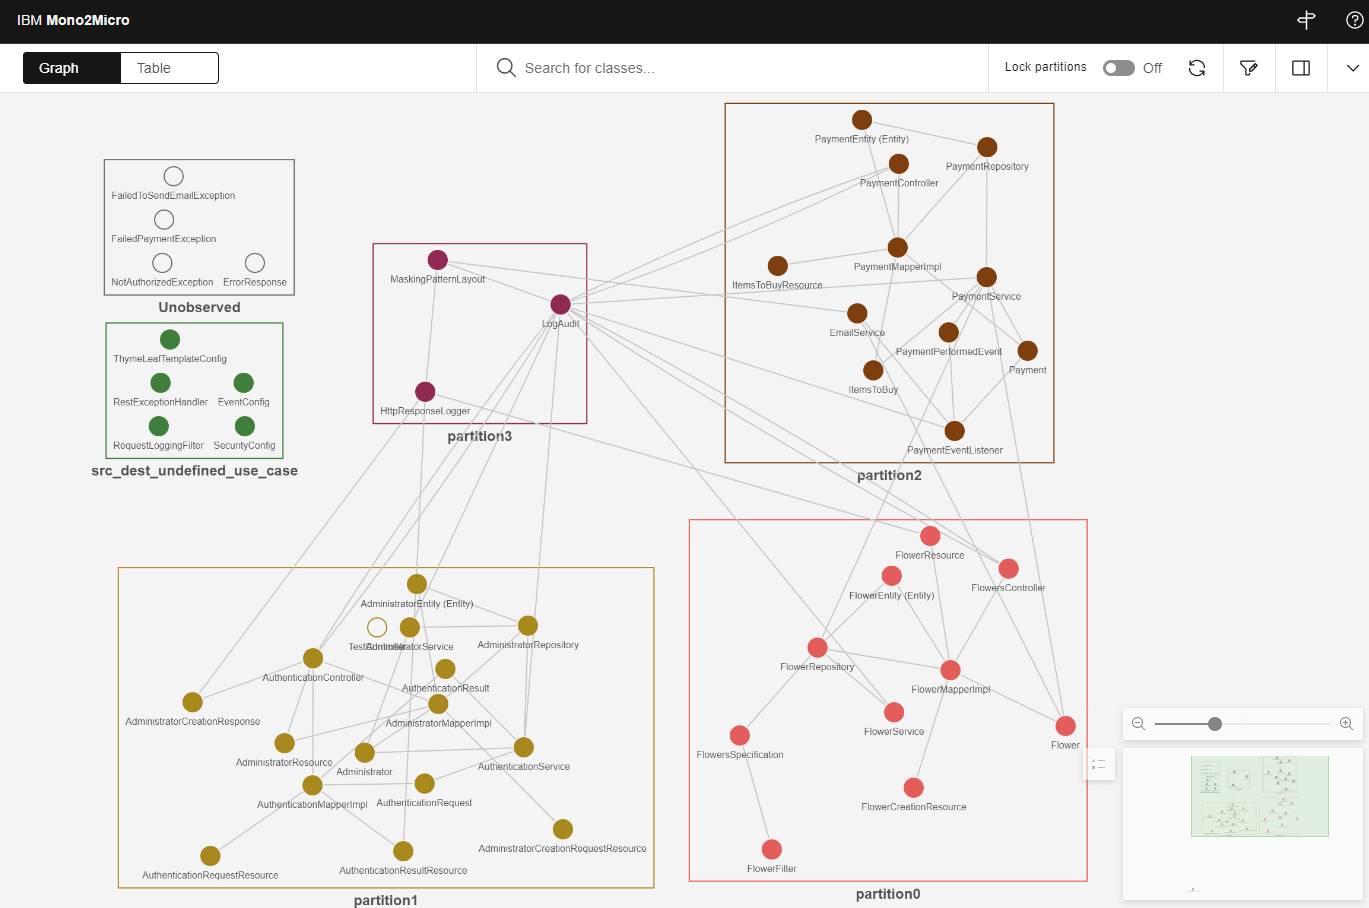 IBM Mono2Micro
Graph
Table
Search for classes...
Lock partitions
Off
FailedToSendEmailException
FailedPaymentException
NotAuthorizedException
ErrorResponse
Unobserved
ThymeLeafTemplateConfig
RestExceptionHandler
EventConfig
RequestLoggingFilter
SecurityConfig
src_dest_undefined_use_case
MaskingPatternLayout
LogAudit
HttpResponseLogger
partition3
PaymentEntity (Entity)
PaymentRepository
PaymentController
PaymentMapperImpl
ItemsToBuyResource
PaymentService
EmailService
PaymentPerformedEvent
Payment
ItemsToBuy
PaymentEventListener
partition2
AdministratorEntity (Entity)
AdministratorService
AdministratorRepository
AuthenticationController
AuthenticationResult
AdministratorCreationResponse
AdministratorMapperImpl
AdministratorResource
Administrator
AuthenticationService
AuthenticationMapperImpl
AuthenticationRequest
AdministratorCreationRequestResource
AuthenticationResultResource
AuthenticationRequestResource
partition1
FlowerResource
FlowersController
FlowerEntity (Entity)
FlowerRepository
FlowerMapperImpl
FlowerService
Flower
FlowersSpecification
FlowerCreationResource
FlowerFilter
partition0